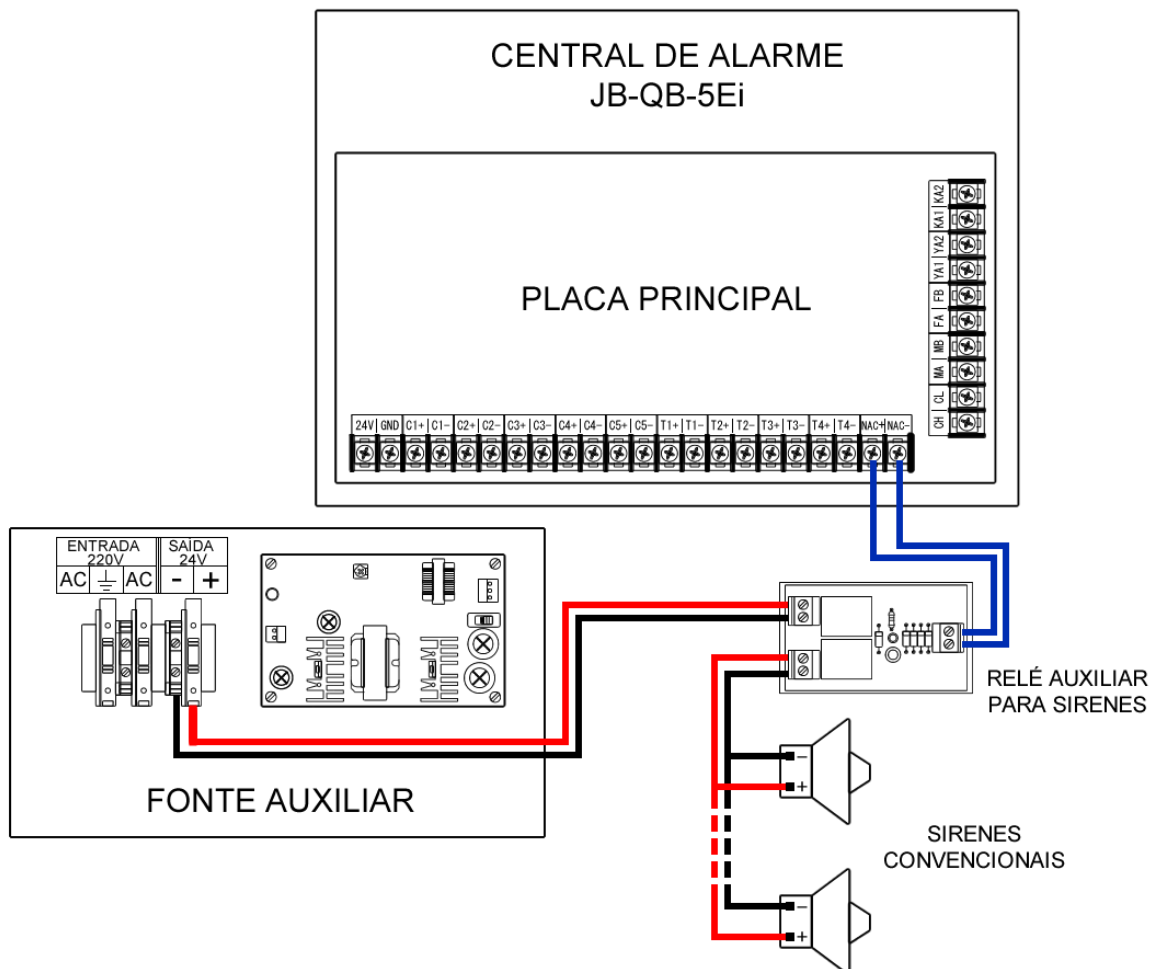 CENTRAL DE ALARME
JB-QB-5Ei
PLACA PRINCIPAL
KA2
KA1
YA2
YA1
FB
FA
MB
MA
CL
CH
24V GND C1+ C1- C2+ C2- C3+ C3- C4+ C4- C5+ C5- T1+ T1- T2+ T2- T3+ T3- T4+ T4- NAC+ NAC-
ENTRADA
220V
SAÍDA
24V
AC AC - +
FONTE AUXILIAR
RELÉ AUXILIAR
PARA SIRENES
-
+
SIRENES
CONVENCIONAIS
-
+